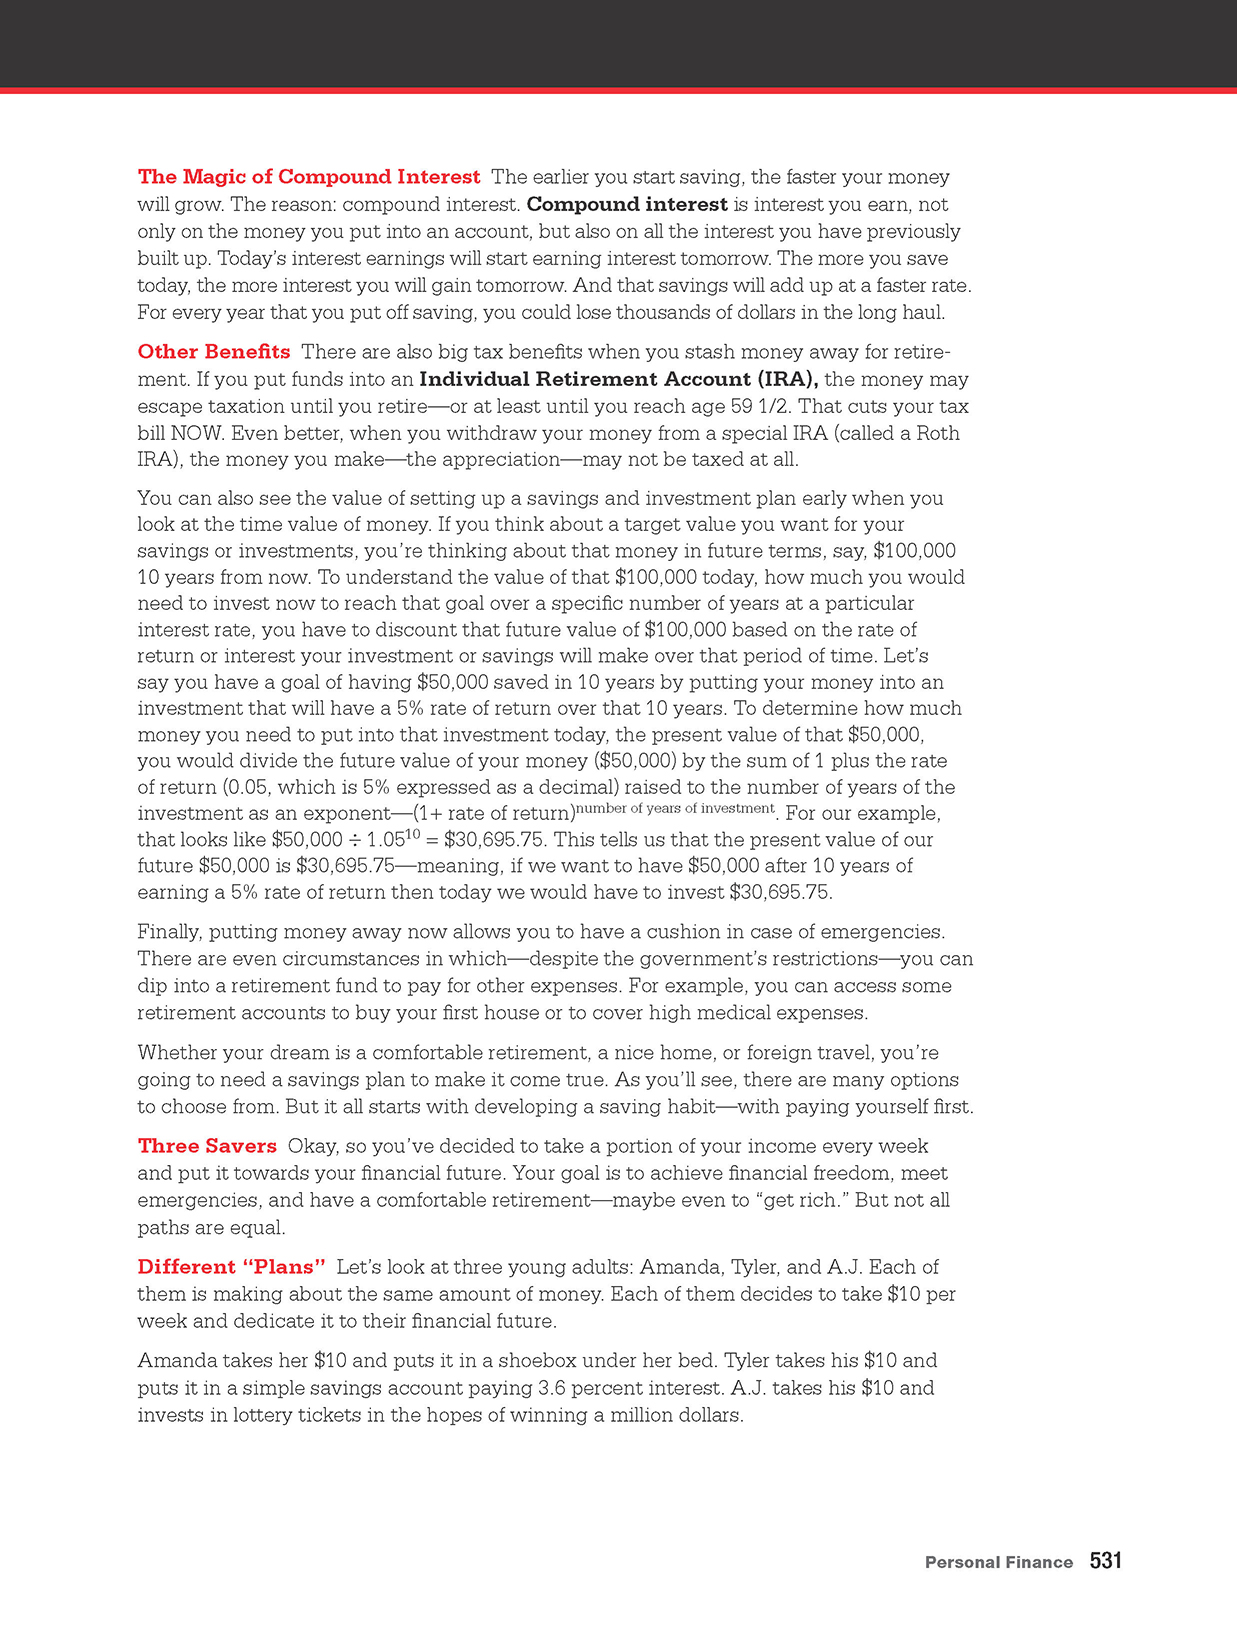 The Magic of Compound Interest The earlier you start saving, the faster your money
will grow. The reason: compound interest. Compound interest is interest you earn, not
only on the money you put into an account, but also on all the interest you have previously
built up. Today’s interest earnings will start earning interest tomorrow. The more you save
today, the more interest you will gain tomorrow. And that savings will add up at a faster rate.
For every year that you put off saving, you could lose thousands of dollars in the long haul.
Other Benefits There are also big tax benefits when you stash money away for retire-
ment. If you put funds into an Individual Retirement Account (IRA), the money may
escape taxation until you retire—or at least until you reach age 59 1/2. That cuts your tax
bill NOW. Even better, when you withdraw your money from a special IRA (called a Roth
IRA), the money you make—the appreciation—may not be taxed at all.
You can also see the value of setting up a savings and investment plan early when you
look at the time value of money. If you think about a target value you want for your
savings or investments, you’re thinking about that money in future terms, say, $100,000
10 years from now. To understand the value of that $100,000 today, how much you would
need to invest now to reach that goal over a specific number of years at a particular
interest rate, you have to discount that future value of $100,000 based on the rate of
return or interest your investment or savings will make over that period of time. Let’s
say you have a goal of having $50,000 saved in 10 years by putting your money into an
investment that will have a 5% rate of return over that 10 years. To determine how much
money you need to put into that investment today, the present value of that $50,000,
you would divide the future value of your money ($50,000) by the sum of 1 plus the rate
of return (0.05, which is 5% expressed as a decimal) raised to the number of years of the
investment as an exponent—(1+ rate of return)^number of years of investment. For our example,
that looks like $50,000 ÷ 1.05¹⁰ = $30,695.75. This tells us that the present value of our
future $50,000 is $30,695.75—meaning, if we want to have $50,000 after 10 years of
earning a 5% rate of return then today we would have to invest $30,695.75.
Finally, putting money away now allows you to have a cushion in case of emergencies.
There are even circumstances in which—despite the government’s restrictions—you can
dip into a retirement fund to pay for other expenses. For example, you can access some
retirement accounts to buy your first house or to cover high medical expenses.
Whether your dream is a comfortable retirement, a nice home, or foreign travel, you’re
going to need a savings plan to make it come true. As you’ll see, there are many options
to choose from. But it all starts with developing a saving habit—with paying yourself first.
Three Savers Okay, so you’ve decided to take a portion of your income every week
and put it towards your financial future. Your goal is to achieve financial freedom, meet
emergencies, and have a comfortable retirement—maybe even to “get rich.” But not all
paths are equal.
Different “Plans” Let’s look at three young adults: Amanda, Tyler, and A.J. Each of
them is making about the same amount of money. Each of them decides to take $10 per
week and dedicate it to their financial future.
Amanda takes her $10 and puts it in a shoebox under her bed. Tyler takes his $10 and
puts it in a simple savings account paying 3.6 percent interest. A.J. takes his $10 and
invests in lottery tickets in the hopes of winning a million dollars.
Personal Finance 531